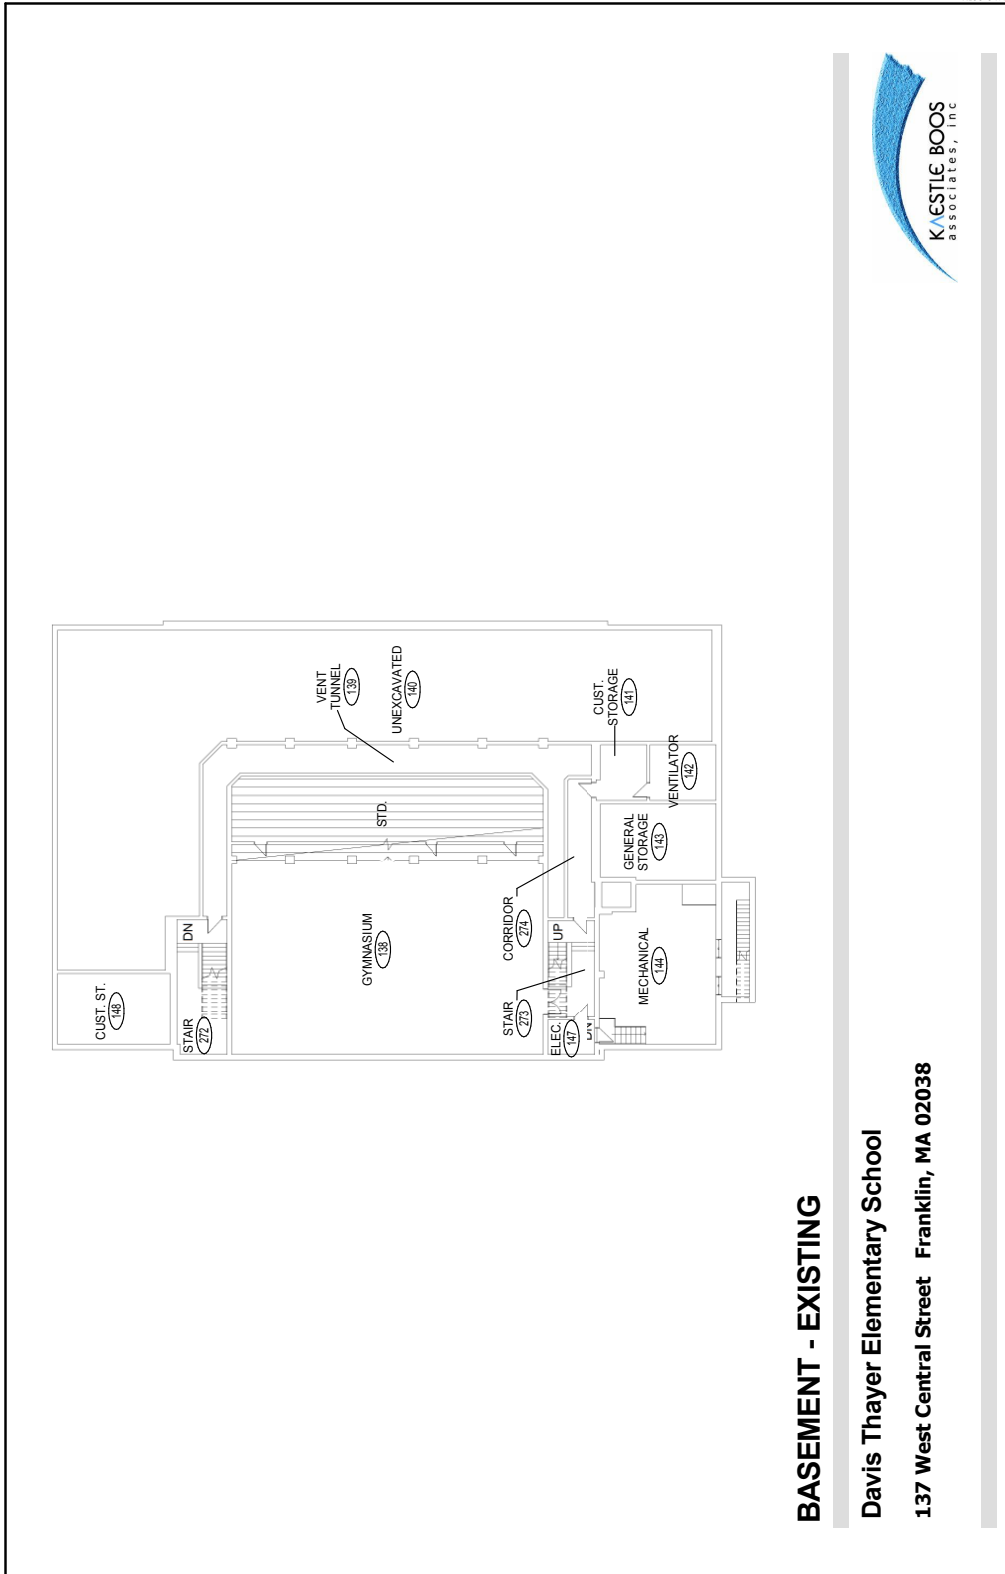 CUST. ST.
148
STAIR
272
DN
VENT
TUNNEL
139
GYMNASIUM
138
STD.
UNEXCAVATED
140
STAIR
273
CORRIDOR
274
ELEC.
147
UP
DN
CUST.
STORAGE
141
GENERAL
STORAGE
143
MECHANICAL
144
VENTILATOR
142
BASEMENT - EXISTING
Davis Thayer Elementary School
137 West Central Street Franklin, MA 02038
KAESTLE BOOS
associates, inc